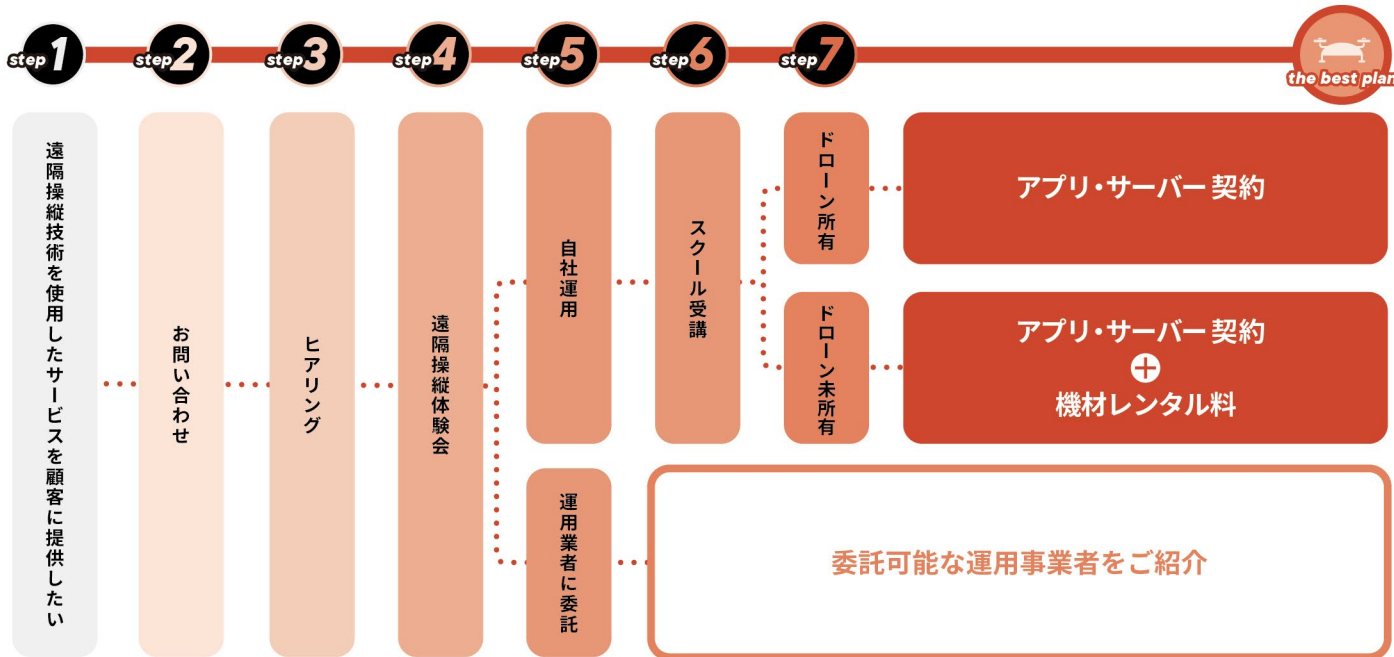 step1
step2
step3
step4
step5
step6
step7
the best plan
遠隔操縦技術を使用したサービスを顧客に提供したい
お問い合わせ
ヒアリング
遠隔操縦体験会
自社運用
スクール受講
ドローン所有
アプリ・サーバー 契約
ドローン未所有
アプリ・サーバー 契約
+
機材レンタル料
運用業者に委託
委託可能な運用事業者をご紹介